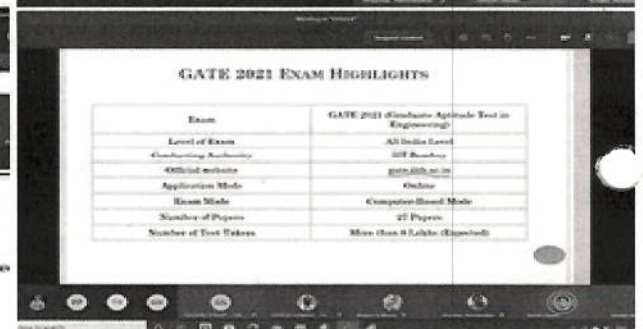 GATE 2021 EXAM HIGHLIGHTS
Exam
GATE 2021 (Graduate Aptitude Test in
Engineering)
Level of Exam
All India Level
Conducting Authority
IIT Bombay
Official website
Application Mode
Online
Exam Mode
Computer-Based Mode
Number of Papers
27 Papers
Number of Test Takers
More than 8 Lakhs (Expected)